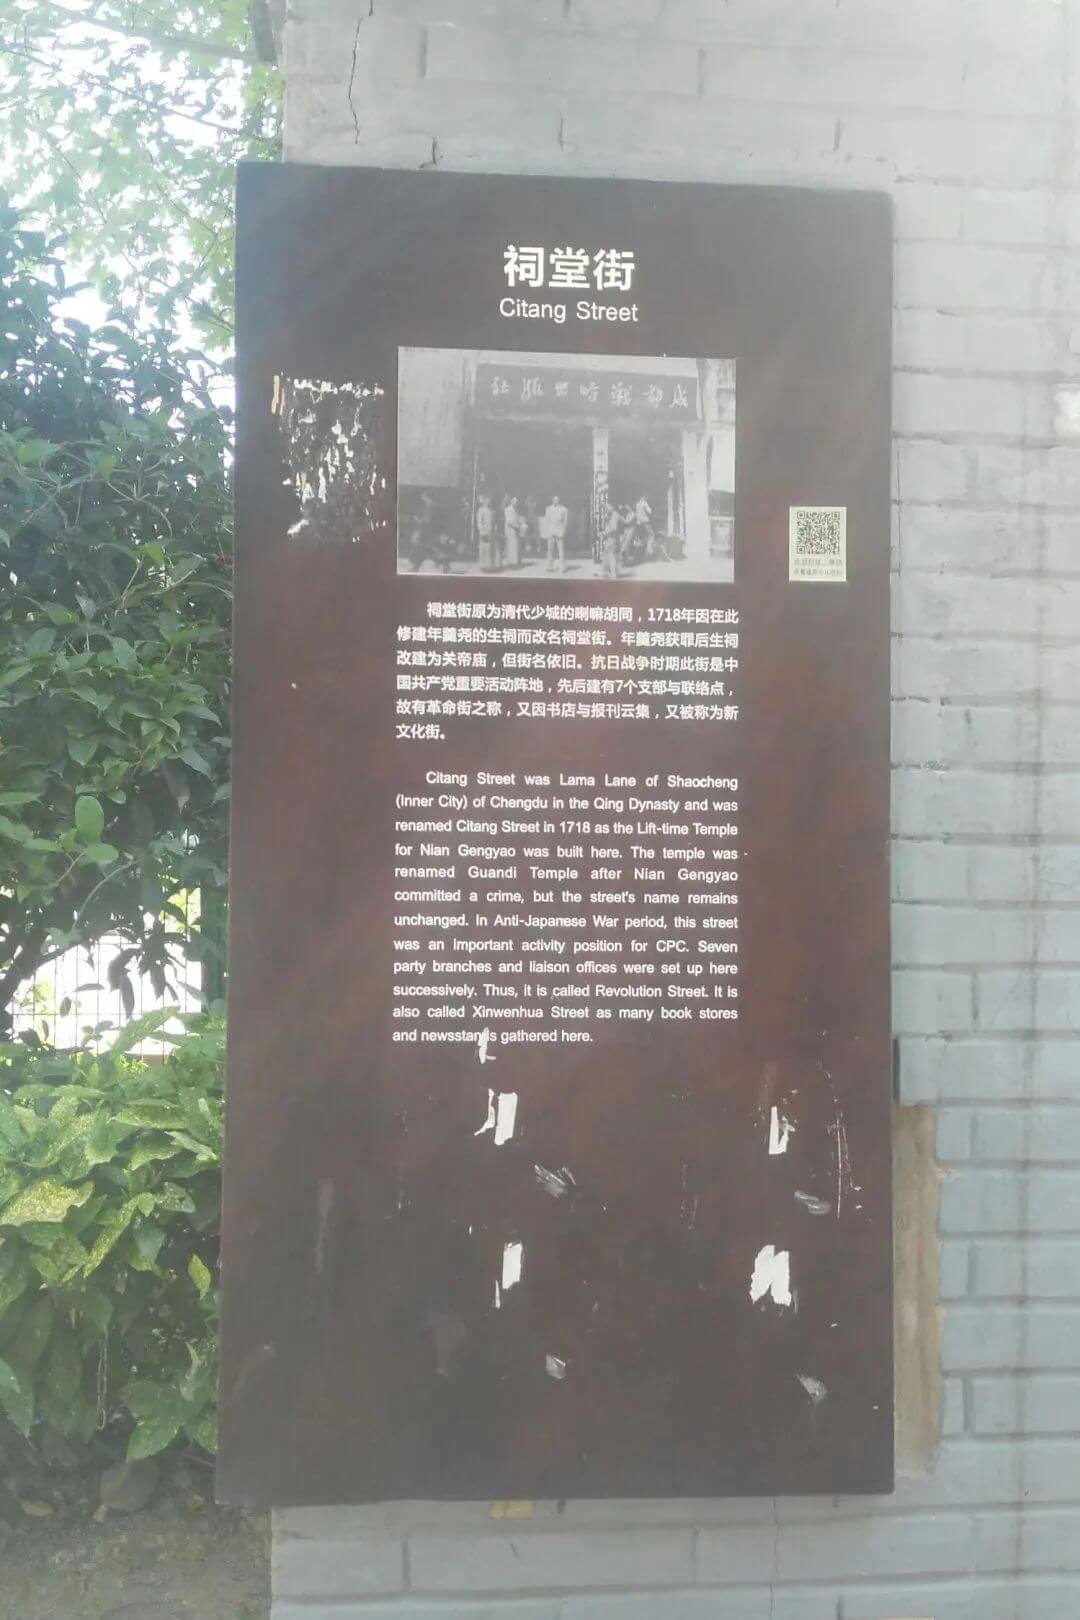 祠堂街
Citang Street
社版出時戰都成
祠堂街原为清代少城的喇嘛胡同，1718年因在此
修建年羹尧的生祠而改名祠堂街。年羹尧获罪后生祠
改建为关帝庙，但街名依旧。抗日战争时期此街是中
国共产党重要活动阵地，先后建有7个支部与联络点，
故有革命街之称，又因书店与报刊云集，又被称为新
文化街。
Citang Street was Lama Lane of Shaocheng
(Inner City) of Chengdu in the Qing Dynasty and was
renamed Citang Street in 1718 as the Lift-time Temple
for Nian Gengyao was built here. The temple was
renamed Guandi Temple after Nian Gengyao
committed a crime, but the street's name remains
unchanged. In Anti-Japanese War period, this street
was an important activity position for CPC. Seven
party branches and liaison offices were set up here
successively. Thus, it is called Revolution Street. It is
also called Xinwenhua Street as many book stores
and newsstands gathered here.